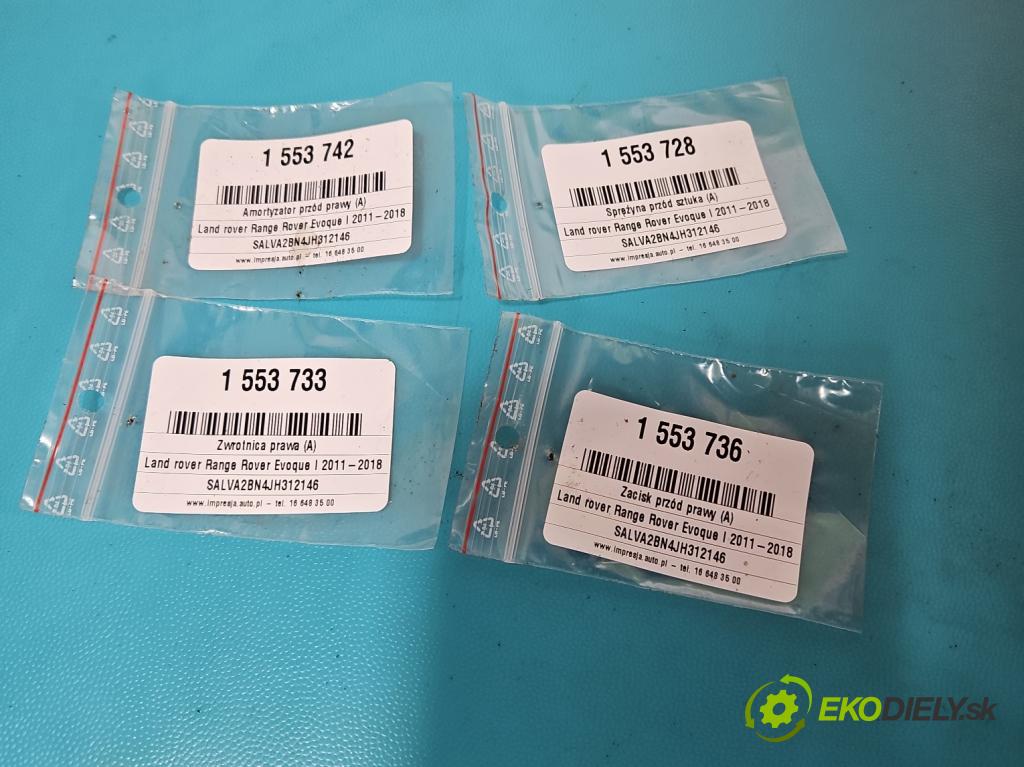 1 553 742
Amortyzator przód prawy (A)
Land rover Range Rover Evoque I 2011-2018
SALVA2BN4JH312146
www.impresja.auto.pl - tel. 16 648 35 00
1 553 728
Sprężyna przód sztuka (A)
Land rover Range Rover Evoque I 2011-2018
SALVA2BN4JH312146
www.impresja.auto.pl - tel. 16 648 35 00
1 553 733
Zwrotnica prawa (A)
Land rover Range Rover Evoque I 2011-2018
SALVA2BN4JH312146
www.impresja.auto.pl - tel. 16 648 35 00
1 553 736
Zacisk przód prawy (A)
Land rover Range Rover Evoque I 2011-2018
SALVA2BN4JH312146
www.impresja.auto.pl - tel. 16 648 35 00
EKODIELY.sk